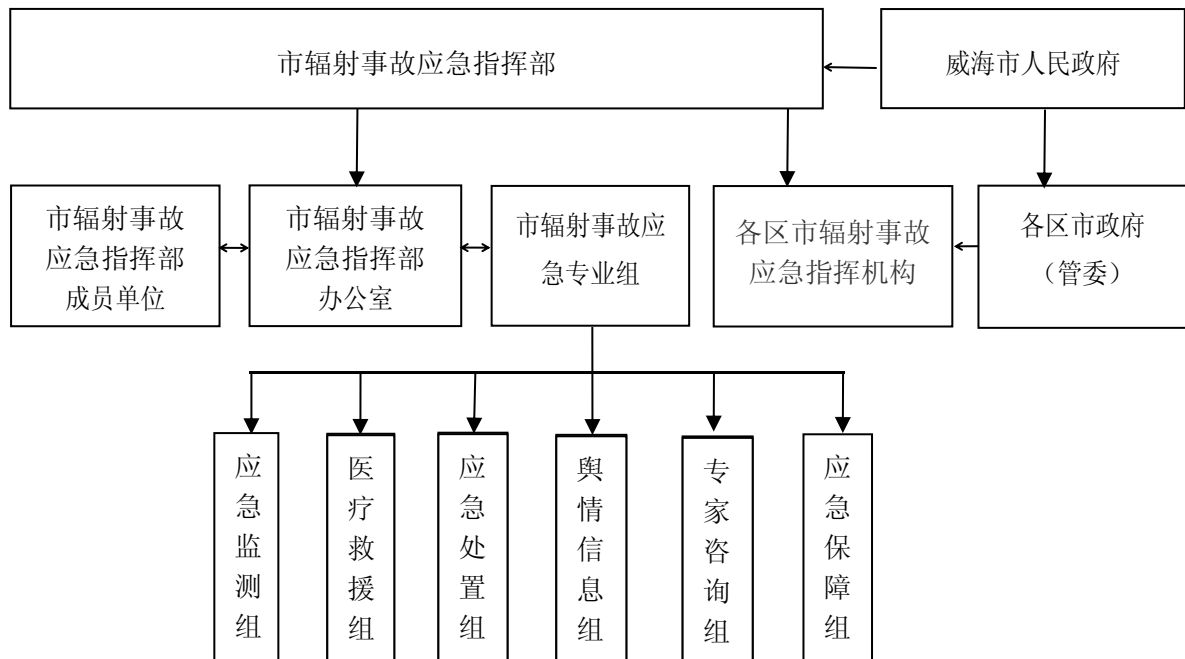 市辐射事故应急指挥部
威海市人民政府
市辐射事故
应急指挥部
成员单位
市辐射事故
应急指挥部
办公室
市辐射事故应
急专业组
各区市辐射事故
应急指挥机构
各区市政府
（管委）
应急监测组
医疗救援组
应急处置组
舆情信息组
专家咨询组
应急保障组